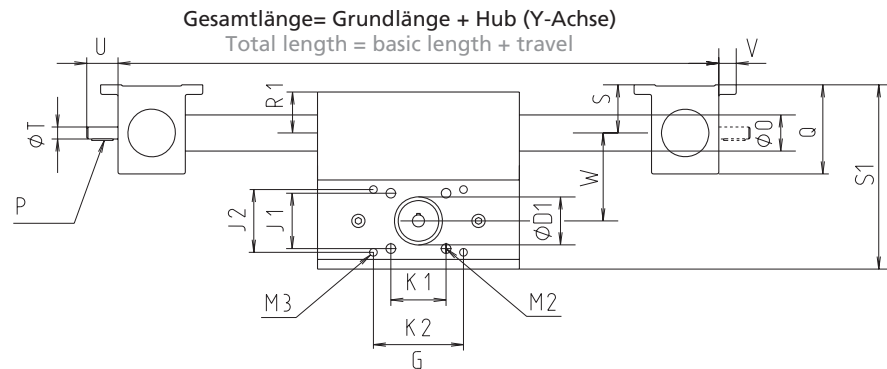 Gesamtlänge= Grundlänge + Hub (Y-Achse)
Total length = basic length + travel
U
V
R1
S
øT
øO
Q
S1
W
P
J2
J1
øD1
K1
M3
M2
K2
G